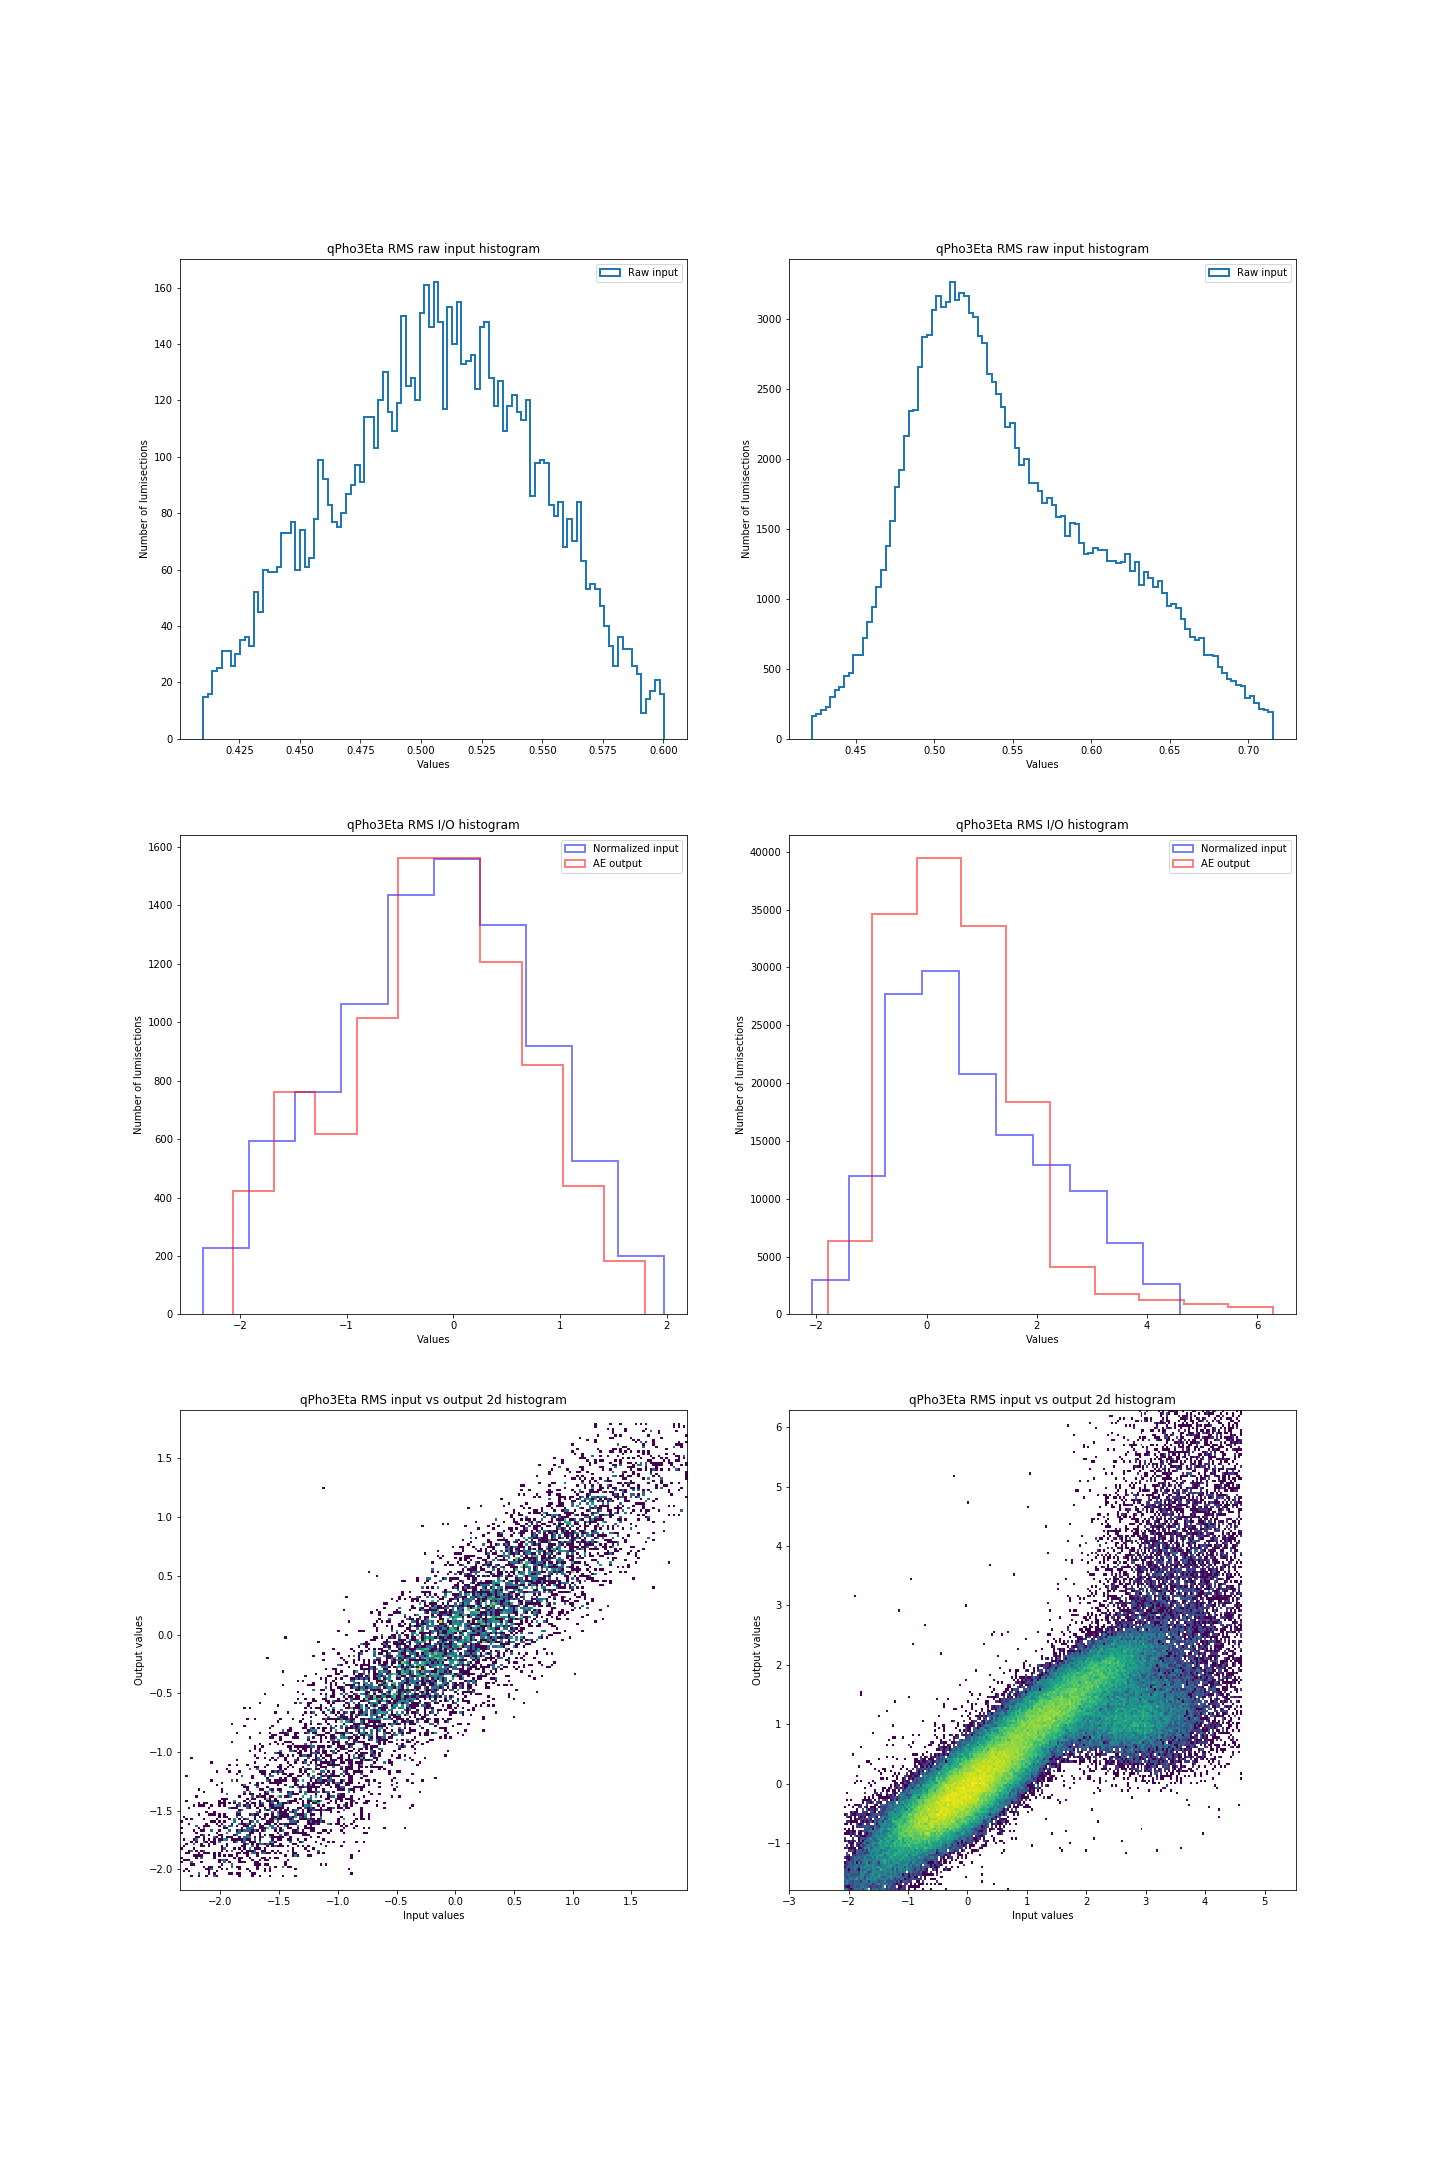 qPho3Eta RMS raw input histogram
Raw input
160
140
120
100
80
60
40
20
0
Number of lumisections
0.425 0.450 0.475 0.500 0.525 0.550 0.575 0.600
Values
qPho3Eta RMS raw input histogram
Raw input
3000
2500
2000
1500
1000
500
0
Number of lumisections
0.45 0.50 0.55 0.60 0.65 0.70
Values
qPho3Eta RMS I/O histogram
Normalized input
AE output
1600
1400
1200
1000
800
600
400
200
0
Number of lumisections
−2 −1 0 1 2
Values
qPho3Eta RMS I/O histogram
Normalized input
AE output
40000
35000
30000
25000
20000
15000
10000
5000
0
Number of lumisections
−2 0 2 4 6
Values
qPho3Eta RMS input vs output 2d histogram
1.5
1.0
0.5
0.0
−0.5
−1.0
−1.5
−2.0
Output values
−2.0 −1.5 −1.0 −0.5 0.0 0.5 1.0 1.5
Input values
qPho3Eta RMS input vs output 2d histogram
6
5
4
3
2
1
0
−1
Output values
−3 −2 −1 0 1 2 3 4 5
Input values